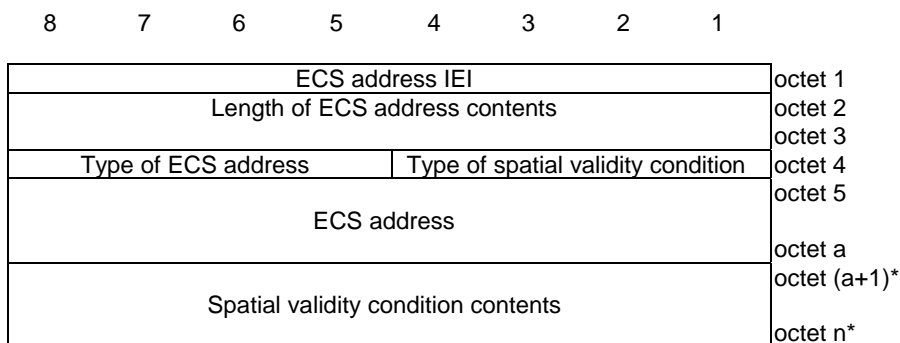 8 7 6 5 4 3 2 1
ECS address IEI octet 1
Length of ECS address contents octet 2
octet 3
Type of ECS address Type of spatial validity condition octet 4
octet 5
ECS address
octet a
octet (a+1)*
Spatial validity condition contents
octet n*